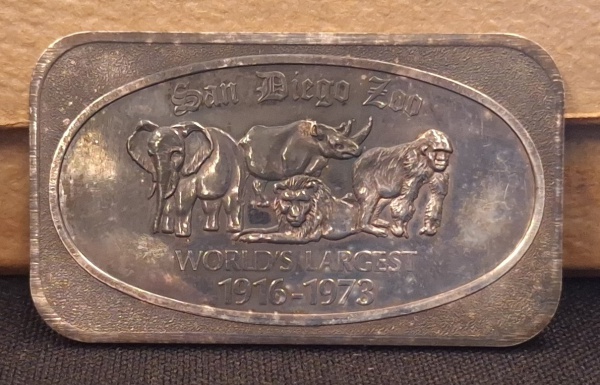 San Diego Zoo
WORLD'S LARGEST
1916-1973